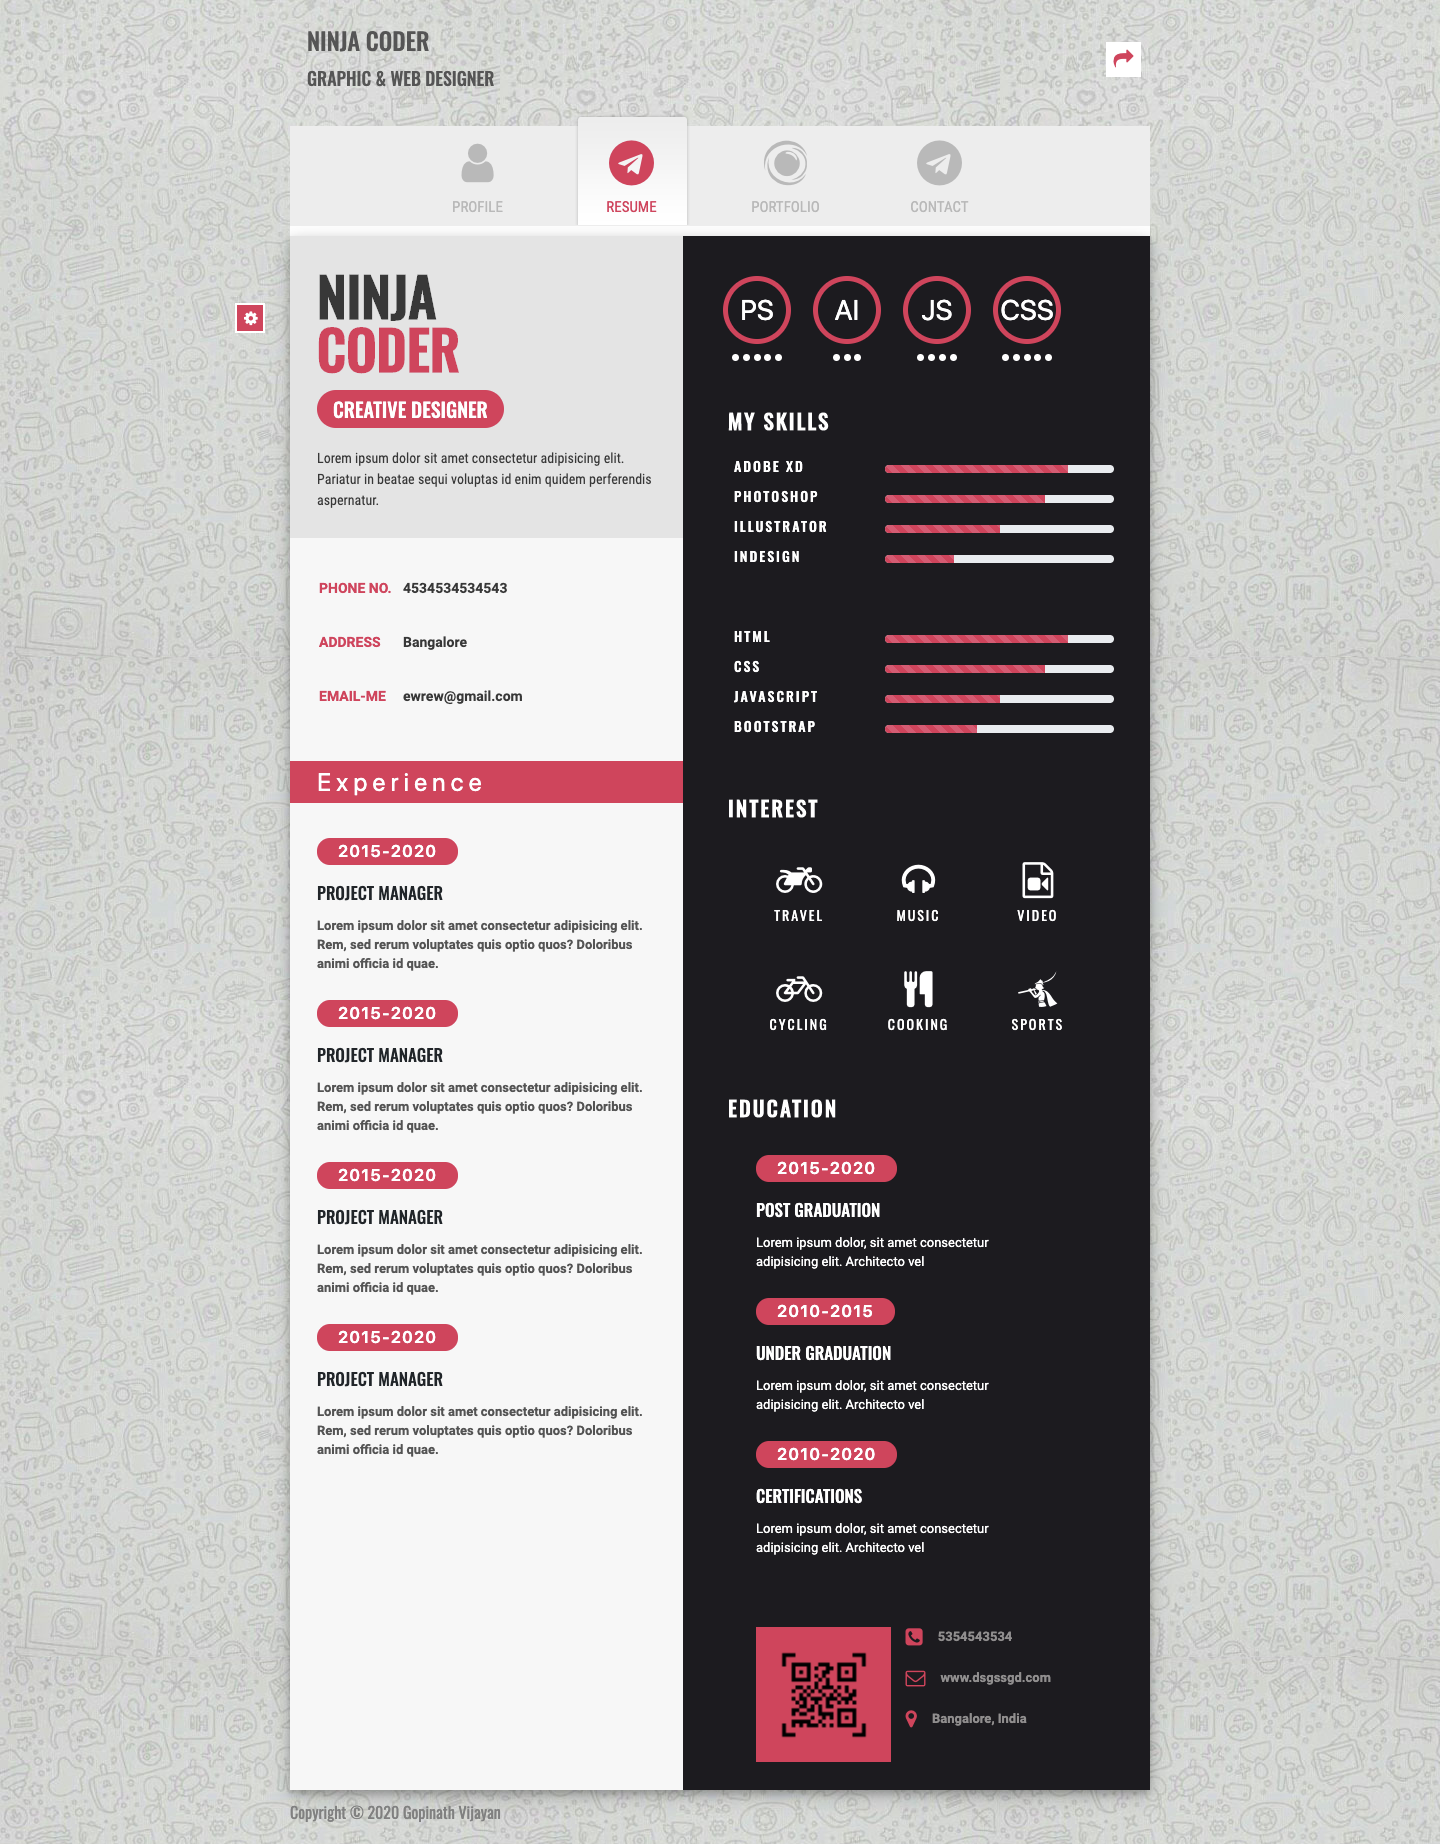 NINJA CODER
GRAPHIC & WEB DESIGNER
PROFILE
RESUME
PORTFOLIO
CONTACT
NINJA
CODER
CREATIVE DESIGNER
Lorem ipsum dolor sit amet consectetur adipisicing elit.
Pariatur in beatae sequi voluptas id enim quidem perferendis
aspernatur.
PHONE NO. 4534534534543
ADDRESS Bangalore
EMAIL-ME ewrew@gmail.com
Experience
2015-2020
PROJECT MANAGER
Lorem ipsum dolor sit amet consectetur adipisicing elit.
Rem, sed rerum voluptates quis optio quos? Doloribus
animi officia id quae.
2015-2020
PROJECT MANAGER
Lorem ipsum dolor sit amet consectetur adipisicing elit.
Rem, sed rerum voluptates quis optio quos? Doloribus
animi officia id quae.
2015-2020
PROJECT MANAGER
Lorem ipsum dolor sit amet consectetur adipisicing elit.
Rem, sed rerum voluptates quis optio quos? Doloribus
animi officia id quae.
2015-2020
PROJECT MANAGER
Lorem ipsum dolor sit amet consectetur adipisicing elit.
Rem, sed rerum voluptates quis optio quos? Doloribus
animi officia id quae.
PS AI JS CSS
MY SKILLS
ADOBE XD
PHOTOSHOP
ILLUSTRATOR
INDESIGN
HTML
CSS
JAVASCRIPT
BOOTSTRAP
INTEREST
TRAVEL MUSIC VIDEO
CYCLING COOKING SPORTS
EDUCATION
2015-2020
POST GRADUATION
Lorem ipsum dolor, sit amet consectetur
adipisicing elit. Architecto vel
2010-2015
UNDER GRADUATION
Lorem ipsum dolor, sit amet consectetur
adipisicing elit. Architecto vel
2010-2020
CERTIFICATIONS
Lorem ipsum dolor, sit amet consectetur
adipisicing elit. Architecto vel
5354543534
www.dsgssgd.com
Bangalore, India
Copyright © 2020 Gopinath Vijayan